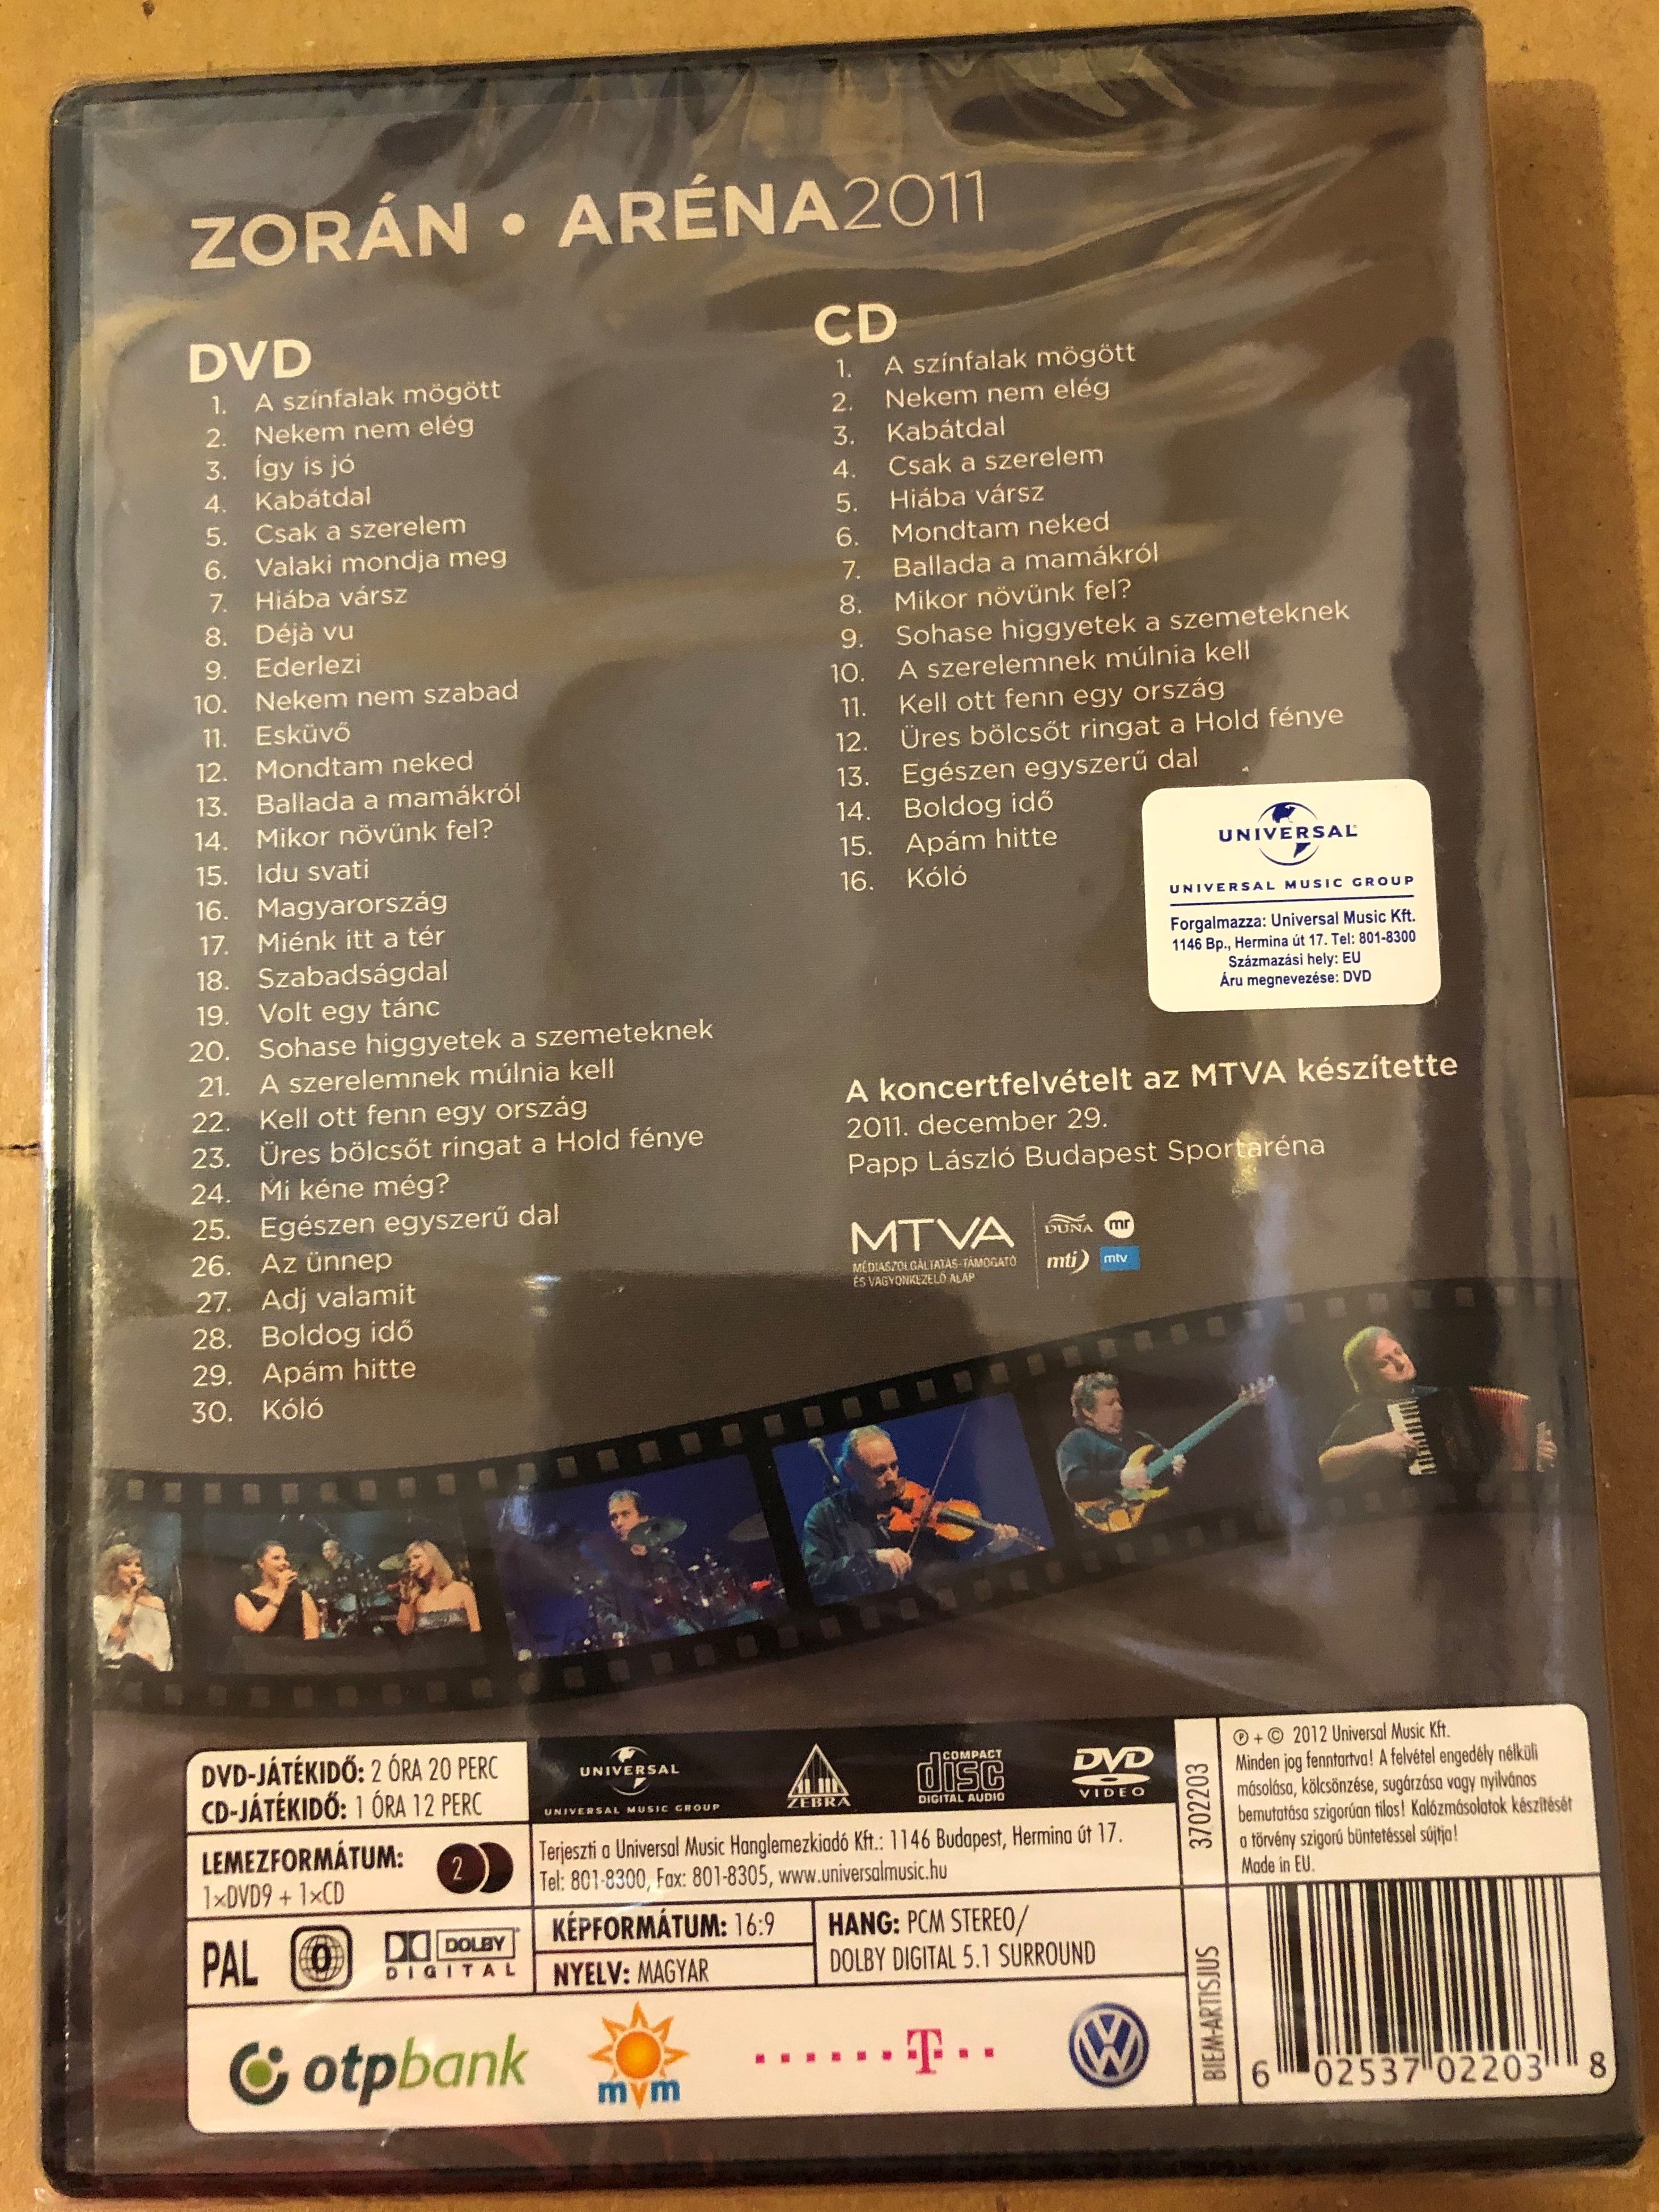 ZORÁN • ARÉNA2011
DVD
1. A színfalak mögött
2. Nekem nem elég
3. Így is jó
4. Kabátdal
5. Csak a szerelem
6. Valaki mondja meg
7. Hiába vársz
8. Déjà vu
9. Ederlezi
10. Nekem nem szabad
11. Esküvő
12. Mondtam neked
13. Ballada a mamákról
14. Mikor növünk fel?
15. Idu svati
16. Magyarország
17. Miénk itt a tér
18. Szabadságdal
19. Volt egy tánc
20. Sohase higgyetek a szemeteknek
21. A szerelemnek múlnia kell
22. Kell ott fenn egy ország
23. Üres bölcsőt ringat a Hold fénye
24. Mi kéne még?
25. Egészen egyszerű dal
26. Az ünnep
27. Adj valamit
28. Boldog idő
29. Apám hitte
30. Kóló
CD
1. A színfalak mögött
2. Nekem nem elég
3. Kabátdal
4. Csak a szerelem
5. Hiába vársz
6. Mondtam neked
7. Ballada a mamákról
8. Mikor növünk fel?
9. Sohase higgyetek a szemeteknek
10. A szerelemnek múlnia kell
11. Kell ott fenn egy ország
12. Üres bölcsőt ringat a Hold fénye
13. Egészen egyszerű dal
14. Boldog idő
15. Apám hitte
16. Kóló
UNIVERSAL
UNIVERSAL MUSIC GROUP
Forgalmazza: Universal Music Kft.
1146 Bp., Hermina út 17. Tel: 801-8300
Százmazási hely: EU
Áru megnevezése: DVD
A koncertfelvételt az MTVA készítette
2011. december 29.
Papp László Budapest Sportaréna
MTVA
MÉDIASZOLGÁLTATÁS-TÁMOGATÓ
ÉS VAGYONKEZELŐ ALAP
DUNA mr
mti mtv
DVD-JÁTÉKIDŐ: 2 ÓRA 20 PERC
CD-JÁTÉKIDŐ: 1 ÓRA 12 PERC
LEMEZFORMÁTUM:
1xDVD9 + 1xCD
2
PAL 0 DOLBY
DIGITAL
UNIVERSAL
UNIVERSAL MUSIC GROUP
ZEBRA
COMPACT
disc
DIGITAL AUDIO
DVD
VIDEO
Terjeszti a Universal Music Hanglemezkiadó Kft.: 1146 Budapest, Hermina út 17.
Tel: 801-8300, Fax: 801-8305, www.universalmusic.hu
KÉPFORMÁTUM: 16:9
NYELV: MAGYAR
HANG: PCM STEREO/
DOLBY DIGITAL 5.1 SURROUND
3702203
BIEM-ARTISJUS
℗ + © 2012 Universal Music Kft.
Minden jog fenntartva! A felvétel engedély nélküli
másolása, kölcsönzése, sugárzása vagy nyilvános
bemutatása szigorúan tilos! Kalózmásolatok készítését
a törvény szigorú büntetéssel sújtja!
Made in EU.
6 02537 02203 8
otpbank
mvm
T
VW